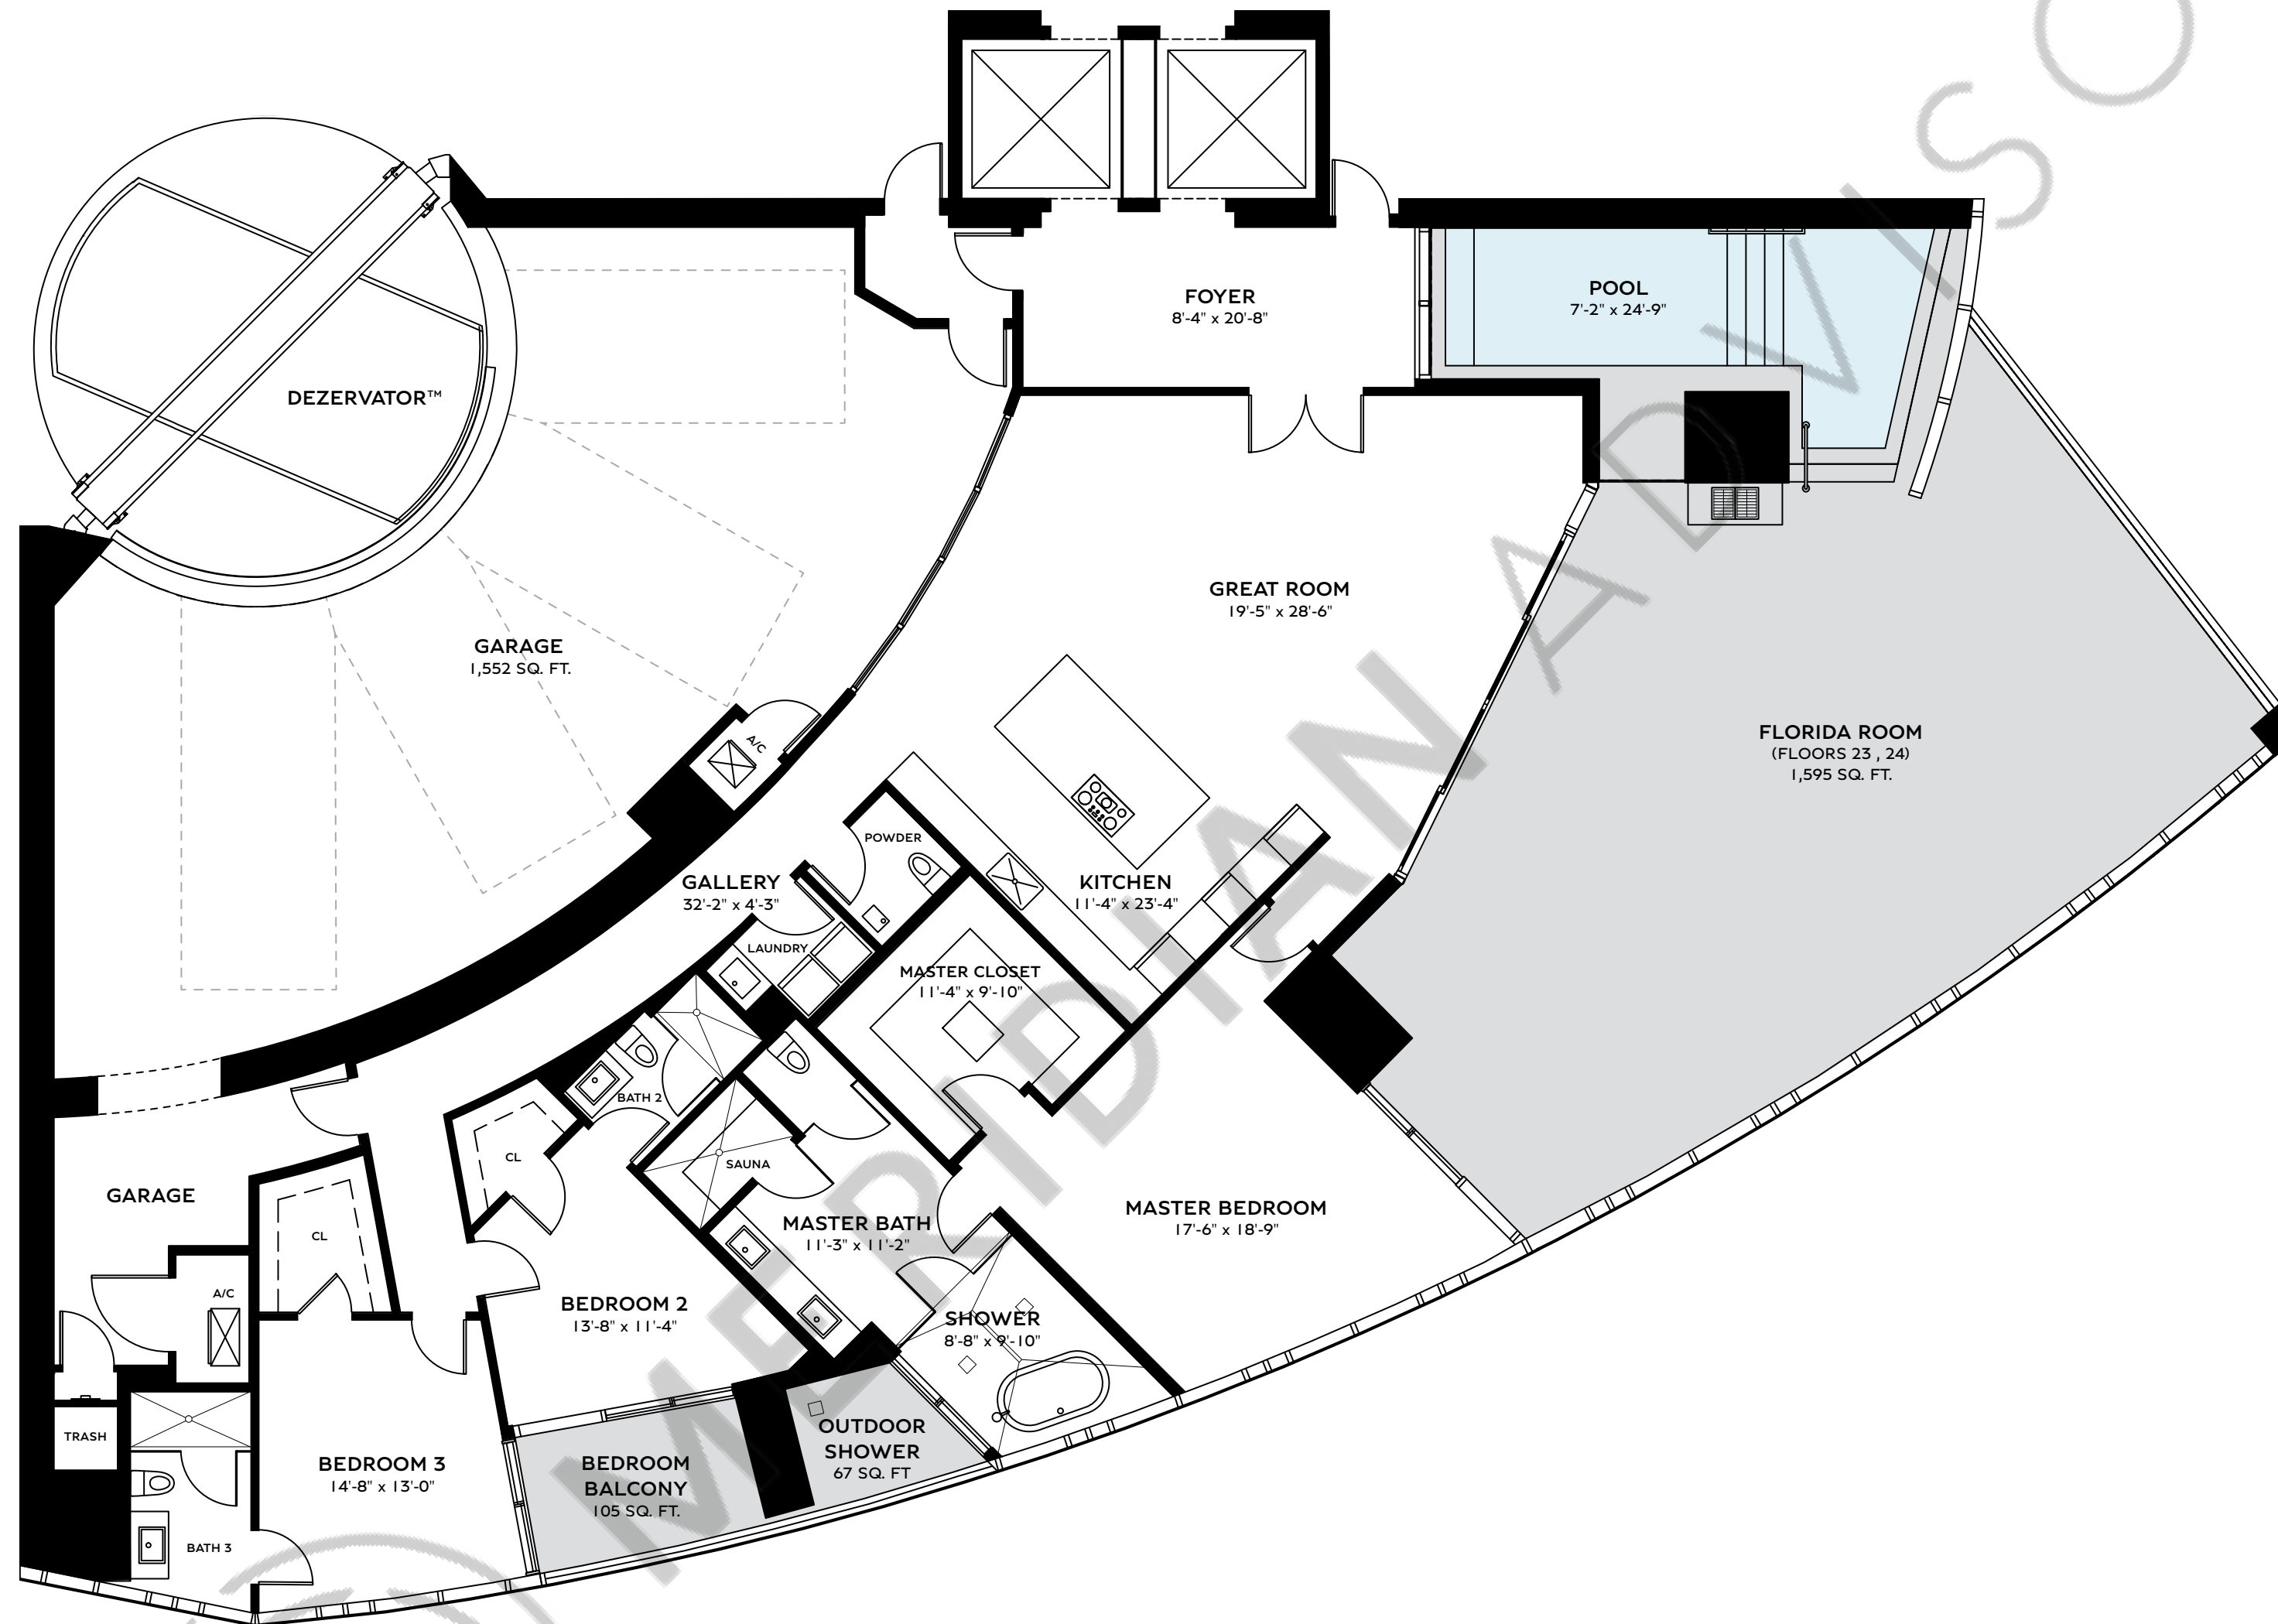 FOYER
8'-4" x 20'-8"
POOL
7'-2" x 24'-9"
DEZERVATOR™
GREAT ROOM
19'-5" x 28'-6"
GARAGE
1,552 SQ. FT.
FLORIDA ROOM
(FLOORS 23 , 24)
1,595 SQ. FT.
A/C
POWDER
GALLERY
32'-2" x 4'-3"
KITCHEN
11'-4" x 23'-4"
LAUNDRY
MASTER CLOSET
11'-4" x 9'-10"
BATH 2
CL
SAUNA
GARAGE
CL
MASTER BATH
11'-3" x 11'-2"
MASTER BEDROOM
17'-6" x 18'-9"
A/C
BEDROOM 2
13'-8" x 11'-4"
SHOWER
8'-8" x 9'-10"
TRASH
BEDROOM 3
14'-8" x 13'-0"
BEDROOM
BALCONY
105 SQ. FT.
OUTDOOR
SHOWER
67 SQ. FT
BATH 3
MERIDIAN ADVISO